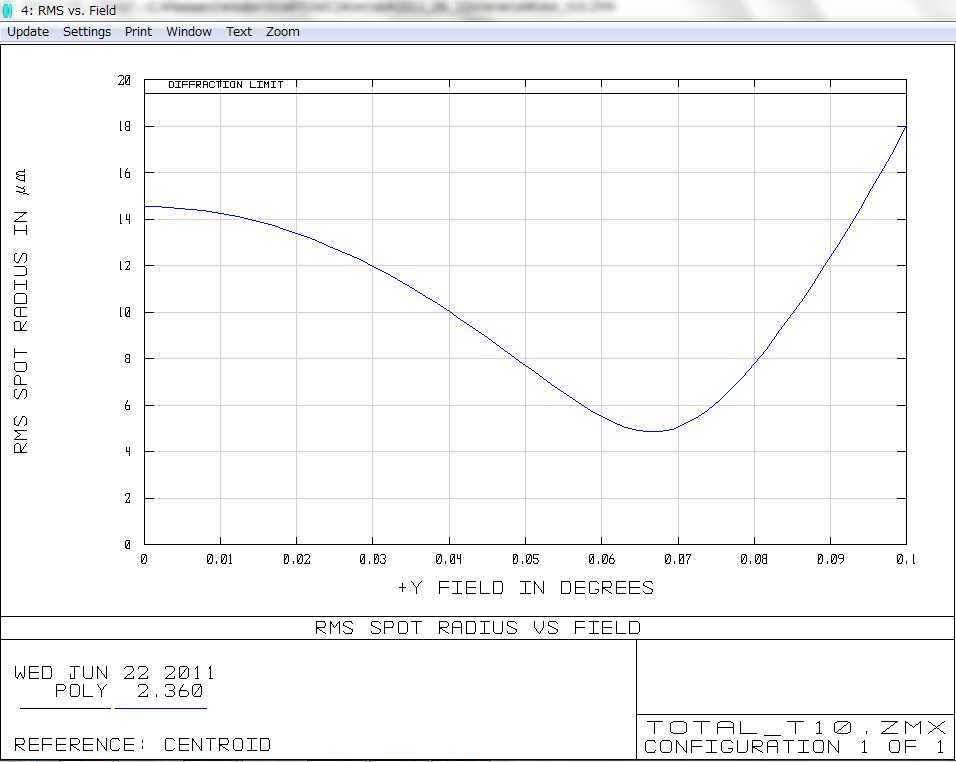 4: RMS vs. Field
Update Settings Print Window Text Zoom
20
DIFFRACTION LIMIT
18
16
14
12
10
8
6
4
2
0
RMS SPOT RADIUS IN µm
0 0.01 0.02 0.03 0.04 0.05 0.06 0.07 0.08 0.09 0.1
+Y FIELD IN DEGREES
RMS SPOT RADIUS VS FIELD
WED JUN 22 2011
POLY 2.360
REFERENCE: CENTROID
TOTAL_T10.ZMX
CONFIGURATION 1 OF 1